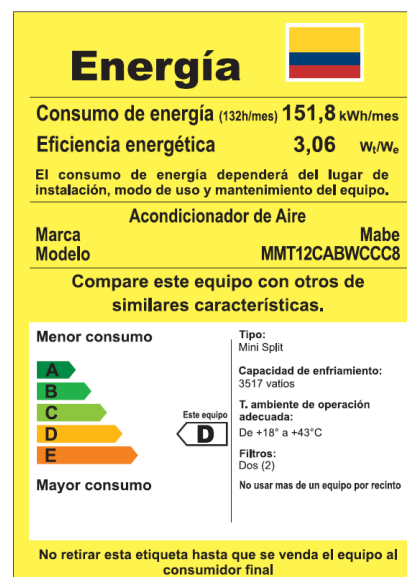 Energía
Consumo de energía (132h/mes) 151,8 kWh/mes
Eficiencia energética 3,06 Wt/We
El consumo de energía dependerá del lugar de
instalación, modo de uso y mantenimiento del equipo.
Acondicionador de Aire
Marca Mabe
Modelo MMT12CABWCCC8
Compare este equipo con otros de
similares características.
Menor consumo
A
B
C
D
E
Mayor consumo
Este equipo
D
Tipo:
Mini Split
Capacidad de enfriamiento:
3517 vatios
T. ambiente de operación
adecuada:
De +18° a +43°C
Filtros:
Dos (2)
No usar mas de un equipo por recinto
No retirar esta etiqueta hasta que se venda el equipo al
consumidor final